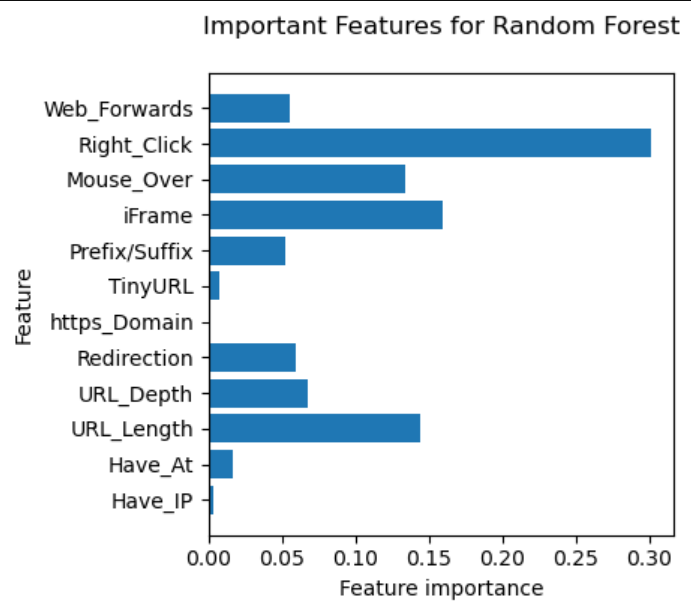 Important Features for Random Forest
Web_Forwards
Right_Click
Mouse_Over
iFrame
Prefix/Suffix
TinyURL
https_Domain
Redirection
URL_Depth
URL_Length
Have_At
Have_IP
Feature
0.00 0.05 0.10 0.15 0.20 0.25 0.30
Feature importance